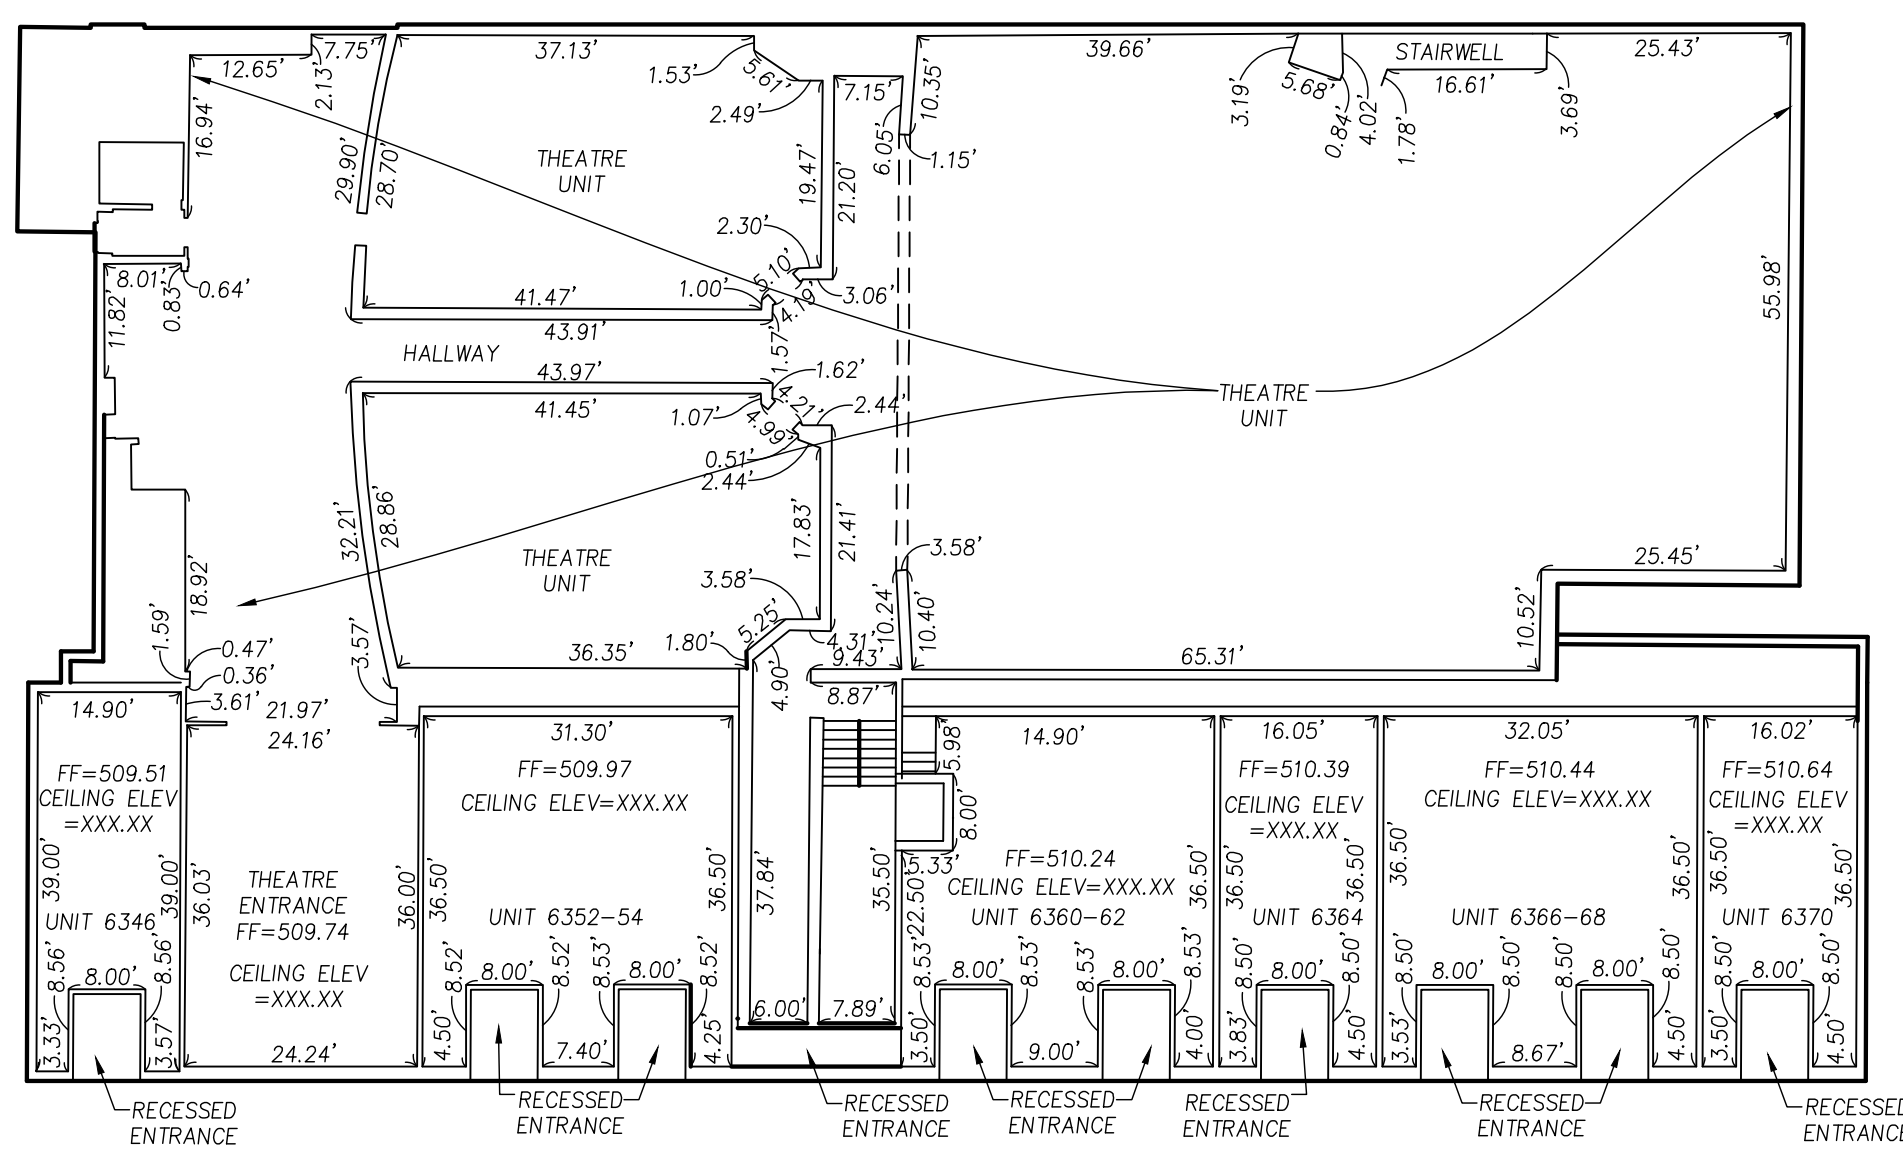 12.65'
7.75'
2.13'
16.94'
29.90'
28.70'
37.13'
1.53'
5.61'
2.49'
7.15'
6.05'
10.35'
1.15'
39.66'
3.19'
5.68'
0.84'
4.02'
STAIRWELL
16.61'
1.78'
3.69'
25.43'
THEATRE
UNIT
19.47'
21.20'
2.30'
5.10'
1.00'
4.19'
3.06'
41.47'
43.91'
1.57'
HALLWAY
43.97'
41.45'
1.62'
1.07'
4.21'
4.99'
2.44'
0.51'
2.44'
8.01'
0.83'
0.64'
11.82'
55.98'
THEATRE
UNIT
32.21'
28.86'
17.83'
21.41'
THEATRE
UNIT
3.58'
3.58'
5.25'
1.80'
4.31'
4.90'
9.43'
10.24'
10.40'
36.35'
65.31'
10.52'
25.45'
18.92'
1.59'
0.47'
0.36'
3.61'
3.57'
21.97'
24.16'
8.87'
14.90'
FF=509.51
CEILING ELEV
=XXX.XX
39.00'
39.00'
UNIT 6346
8.56'
8.00'
8.56'
3.33'
3.57'
36.03'
THEATRE
ENTRANCE
FF=509.74
CEILING ELEV
=XXX.XX
36.00'
24.24'
31.30'
FF=509.97
CEILING ELEV=XXX.XX
36.50'
36.50'
UNIT 6352-54
8.52'
8.00'
8.52'
8.53'
8.00'
8.52'
4.50'
7.40'
4.25'
37.84'
35.50'
6.00'
7.89'
5.98'
8.00'
5.33'
22.50'
14.90'
FF=510.24
CEILING ELEV=XXX.XX
UNIT 6360-62
36.50'
8.53'
8.00'
8.53'
8.53'
8.00'
8.53'
3.50'
9.00'
4.00'
16.05'
FF=510.39
CEILING ELEV
=XXX.XX
36.50'
36.50'
UNIT 6364
8.50'
8.00'
8.50'
3.83'
4.50'
32.05'
FF=510.44
CEILING ELEV=XXX.XX
36.50'
36.50'
UNIT 6366-68
8.50'
8.00'
8.50'
8.50'
8.00'
8.50'
3.53'
8.67'
4.50'
16.02'
FF=510.64
CEILING ELEV
=XXX.XX
36.50'
36.50'
UNIT 6370
8.50'
8.00'
8.50'
3.50'
4.50'
RECESSED
ENTRANCE
RECESSED
ENTRANCE
RECESSED
ENTRANCE
RECESSED
ENTRANCE
RECESSED
ENTRANCE
RECESSED
ENTRANCE
RECESSED
ENTRANCE